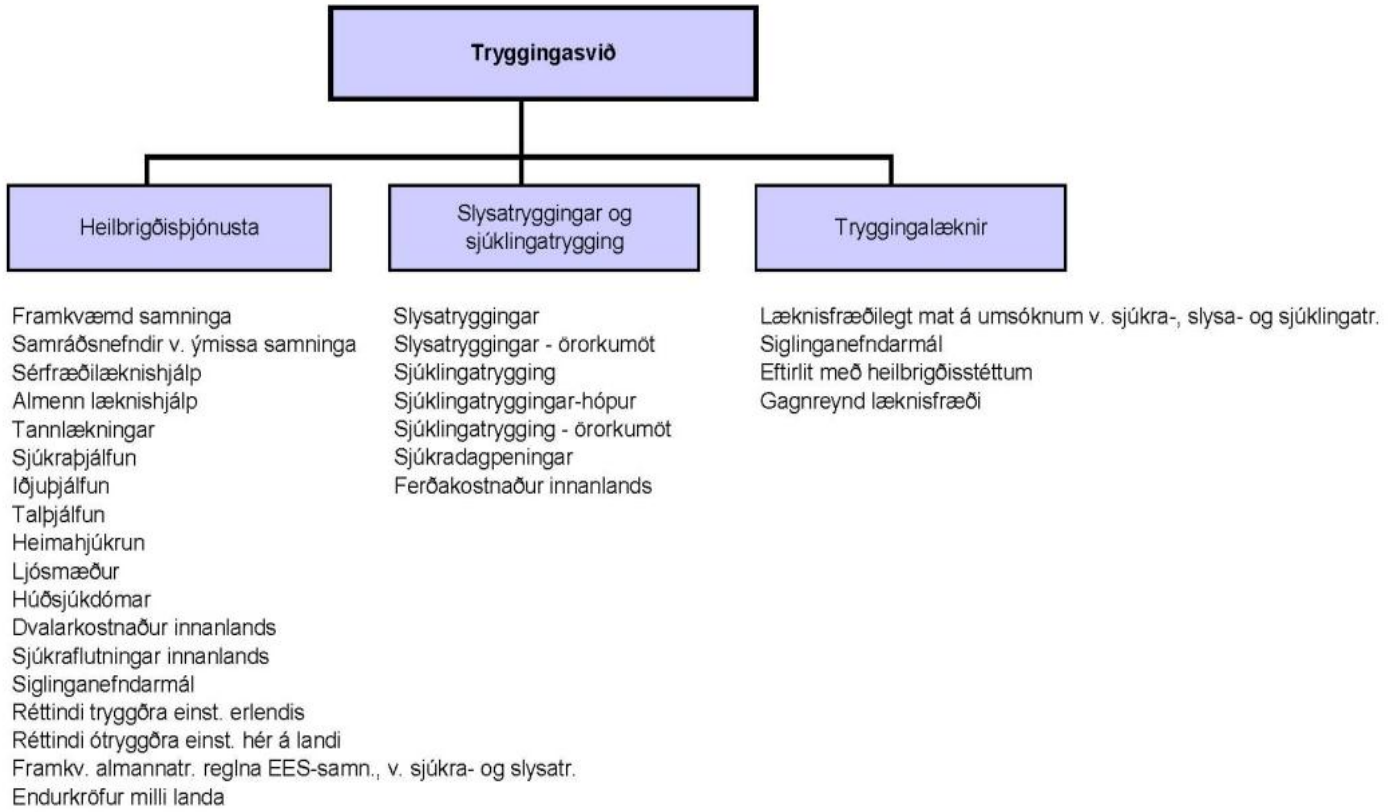 Tryggingasvið
Heilbrigðisþjónusta
Framkvæmd samninga
Samráðsnefndir v. ýmissa samninga
Sérfræðilæknishjálp
Almenn læknishjálp
Tannlækningar
Sjúkraþjálfun
Iðjuþjálfun
Talþjálfun
Heimahjúkrun
Ljósmæður
Húðsjúkdómar
Dvalarkostnaður innanlands
Sjúkraflutningar innanlands
Siglinganefndarmál
Réttindi tryggðra einst. erlendis
Réttindi ótryggðra einst. hér á landi
Framkv. almannatr. reglna EES-samn., v. sjúkra- og slysatr.
Endurkröfur milli landa
Slysatryggingar og
sjúklingatrygging
Slysatryggingar
Slysatryggingar - örorkumöt
Sjúklingatrygging
Sjúklingatryggingar-hópur
Sjúklingatrygging - örorkumöt
Sjúkradagpeningar
Ferðakostnaður innanlands
Tryggingalæknir
Læknisfræðilegt mat á umsóknum v. sjúkra-, slysa- og sjúklingatr.
Siglinganefndarmál
Eftirlit með heilbrigðisstéttum
Gagnreynd læknisfræði